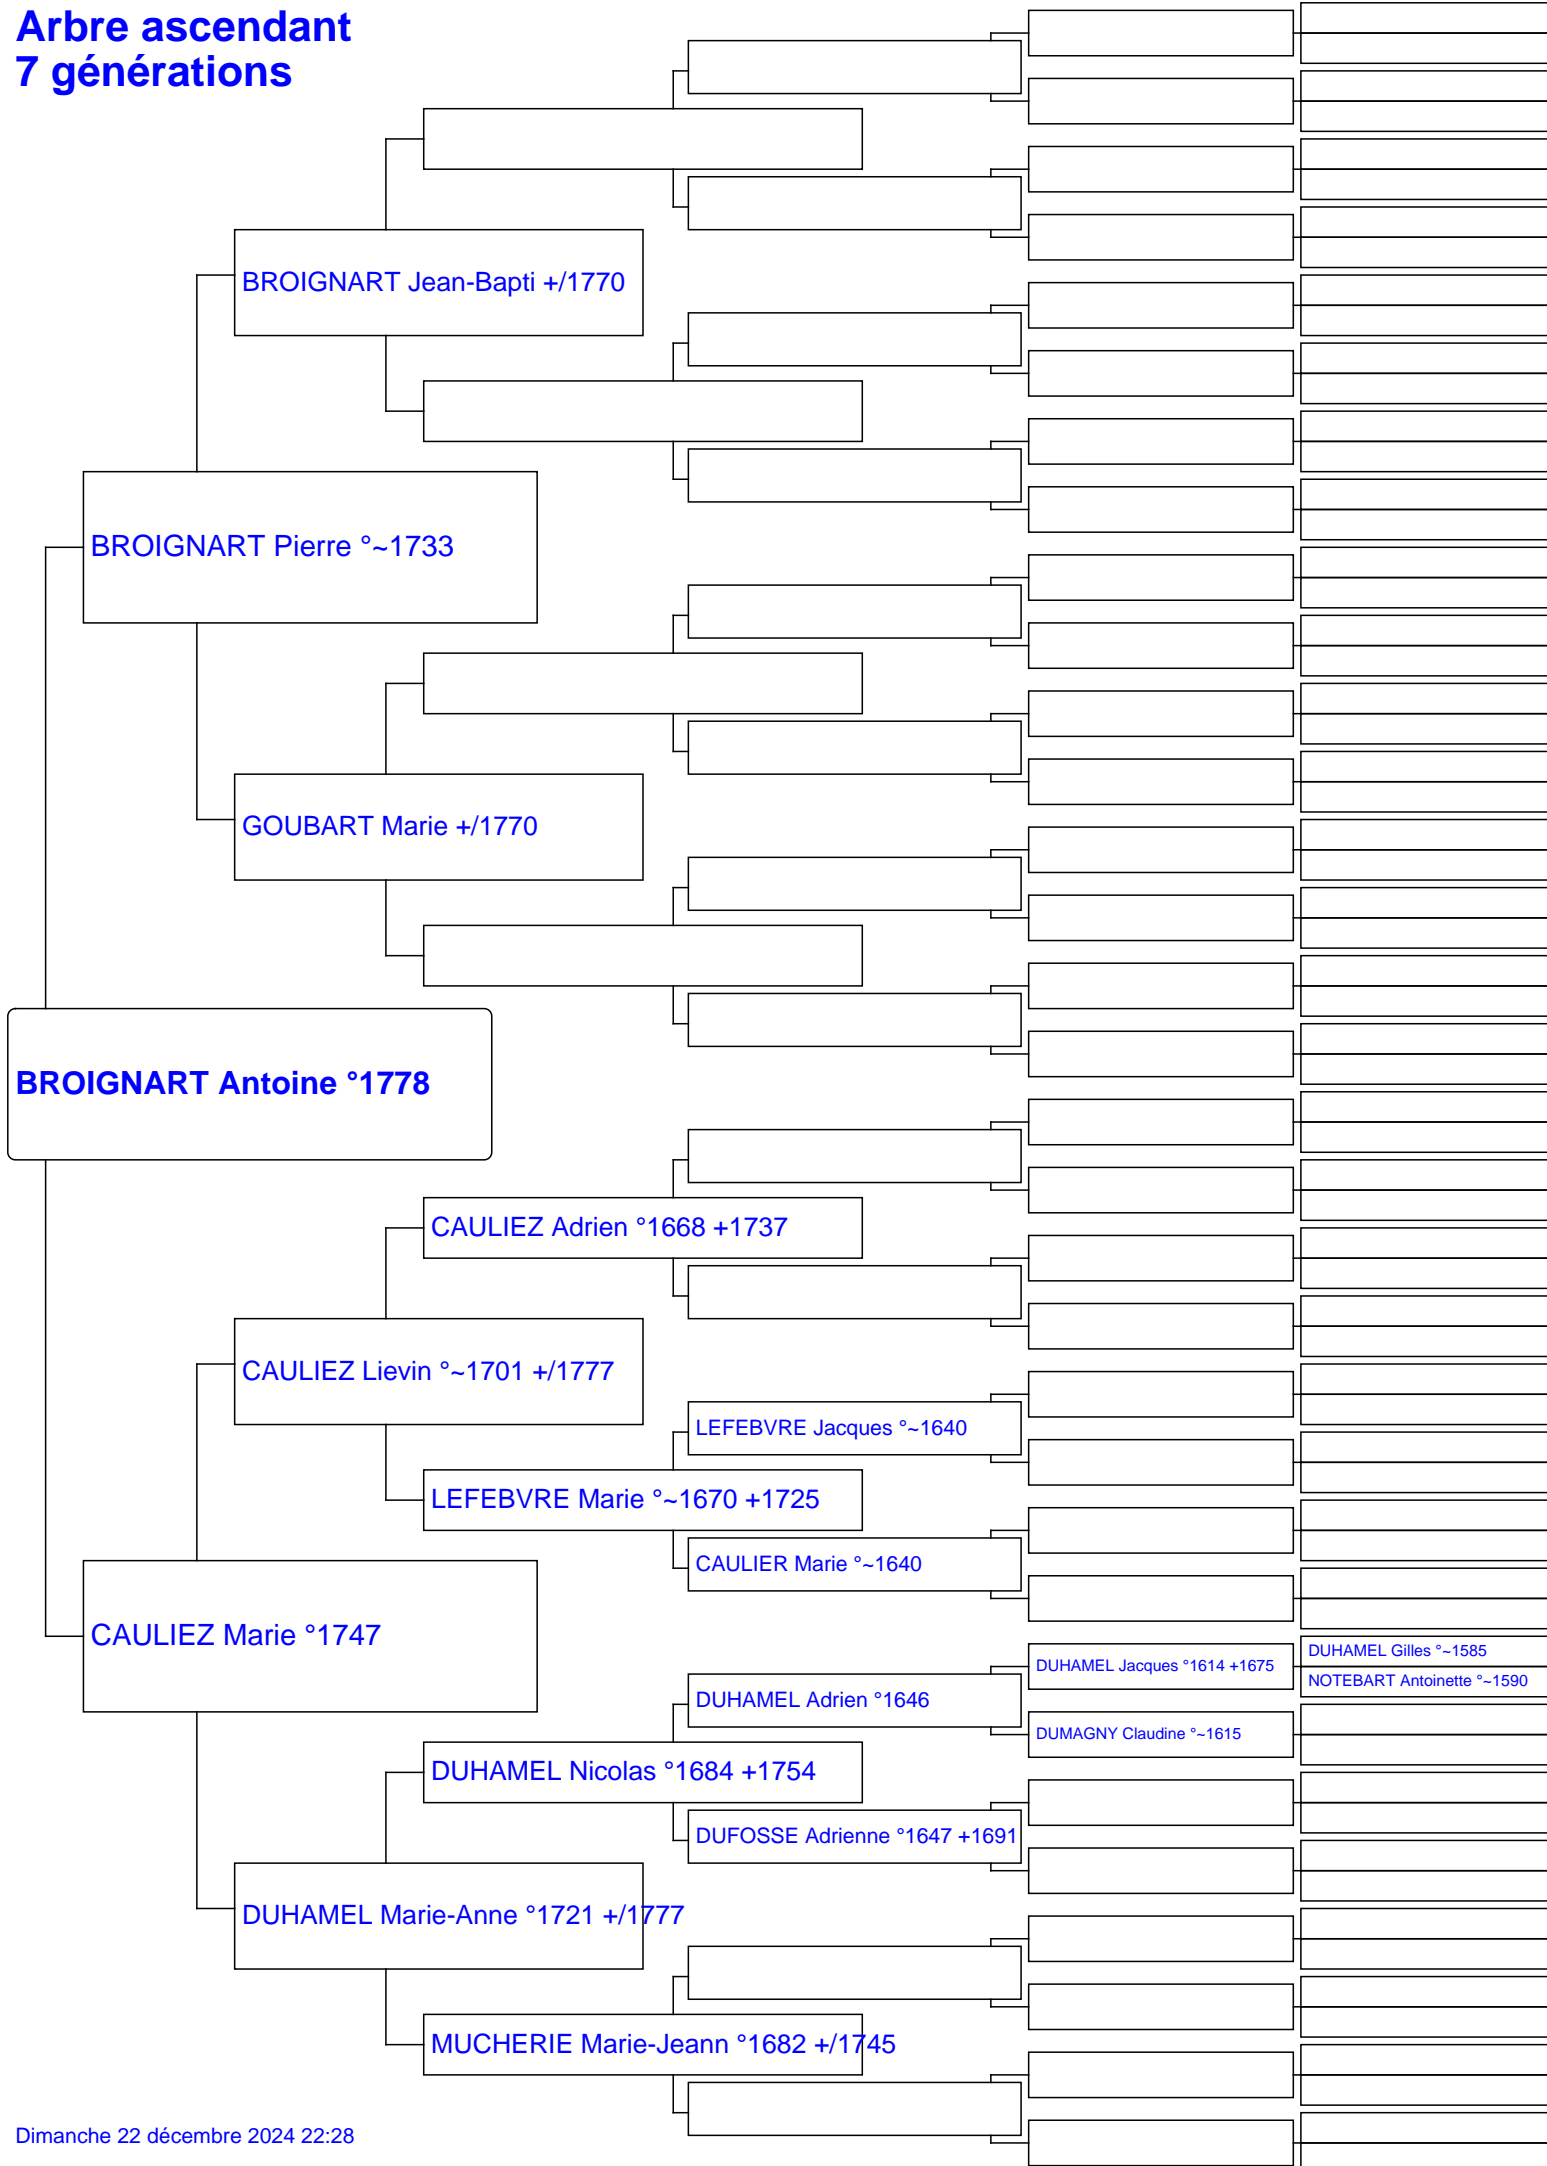 Arbre ascendant
7 générations
BROIGNART Jean-Bapti +/1770
BROIGNART Pierre °~1733
GOUBART Marie +/1770
BROIGNART Antoine °1778
CAULIEZ Adrien °1668 +1737
CAULIEZ Lievin °~1701 +/1777
LEFEBVRE Jacques °~1640
LEFEBVRE Marie °~1670 +1725
CAULIER Marie °~1640
CAULIEZ Marie °1747
DUHAMEL Gilles °~1585
DUHAMEL Jacques °1614 +1675
NOTEBART Antoinette °~1590
DUHAMEL Adrien °1646
DUMAGNY Claudine °~1615
DUHAMEL Nicolas °1684 +1754
DUFOSSE Adrienne °1647 +1691
DUHAMEL Marie-Anne °1721 +/1777
MUCHERIE Marie-Jeann °1682 +/1745
Dimanche 22 décembre 2024 22:28